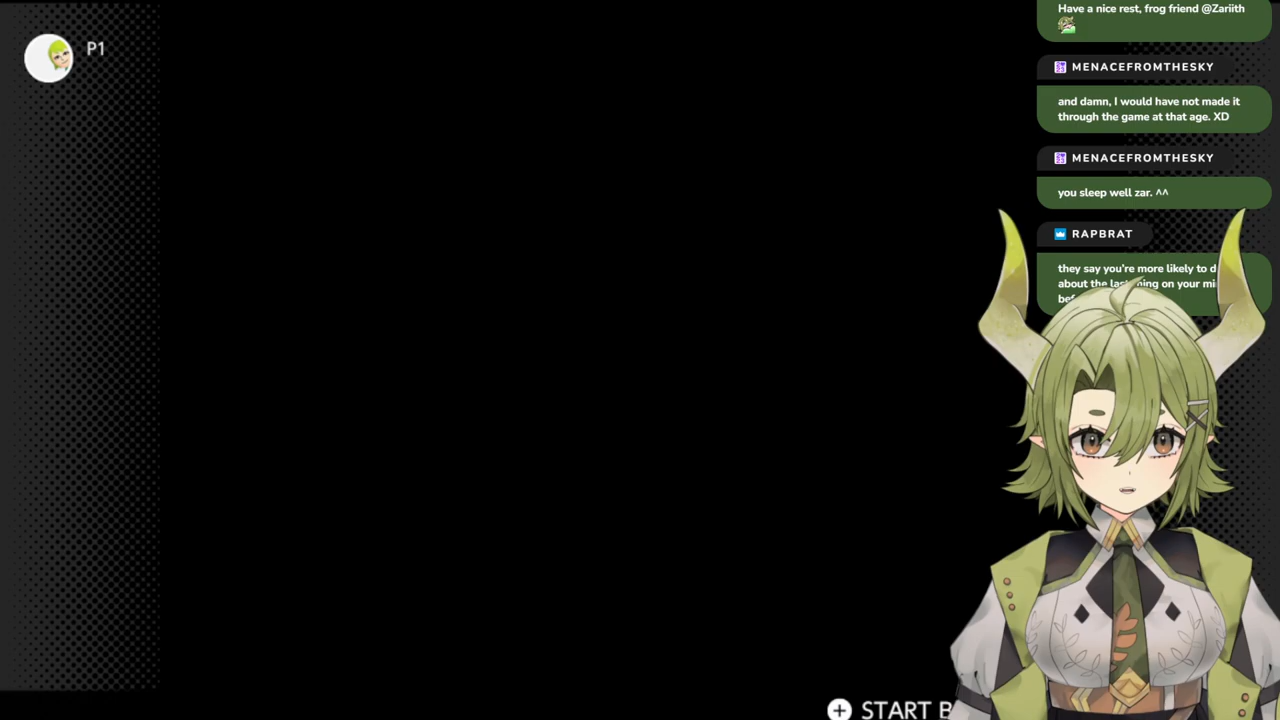 P1
Have a nice rest, frog friend @Zariith
MENACEFROMTHESKY
and damn, I would have not made it
through the game at that age. XD
MENACEFROMTHESKY
you sleep well zar. ^^
RAPBRAT
they say you're more likely to
about the on your
START